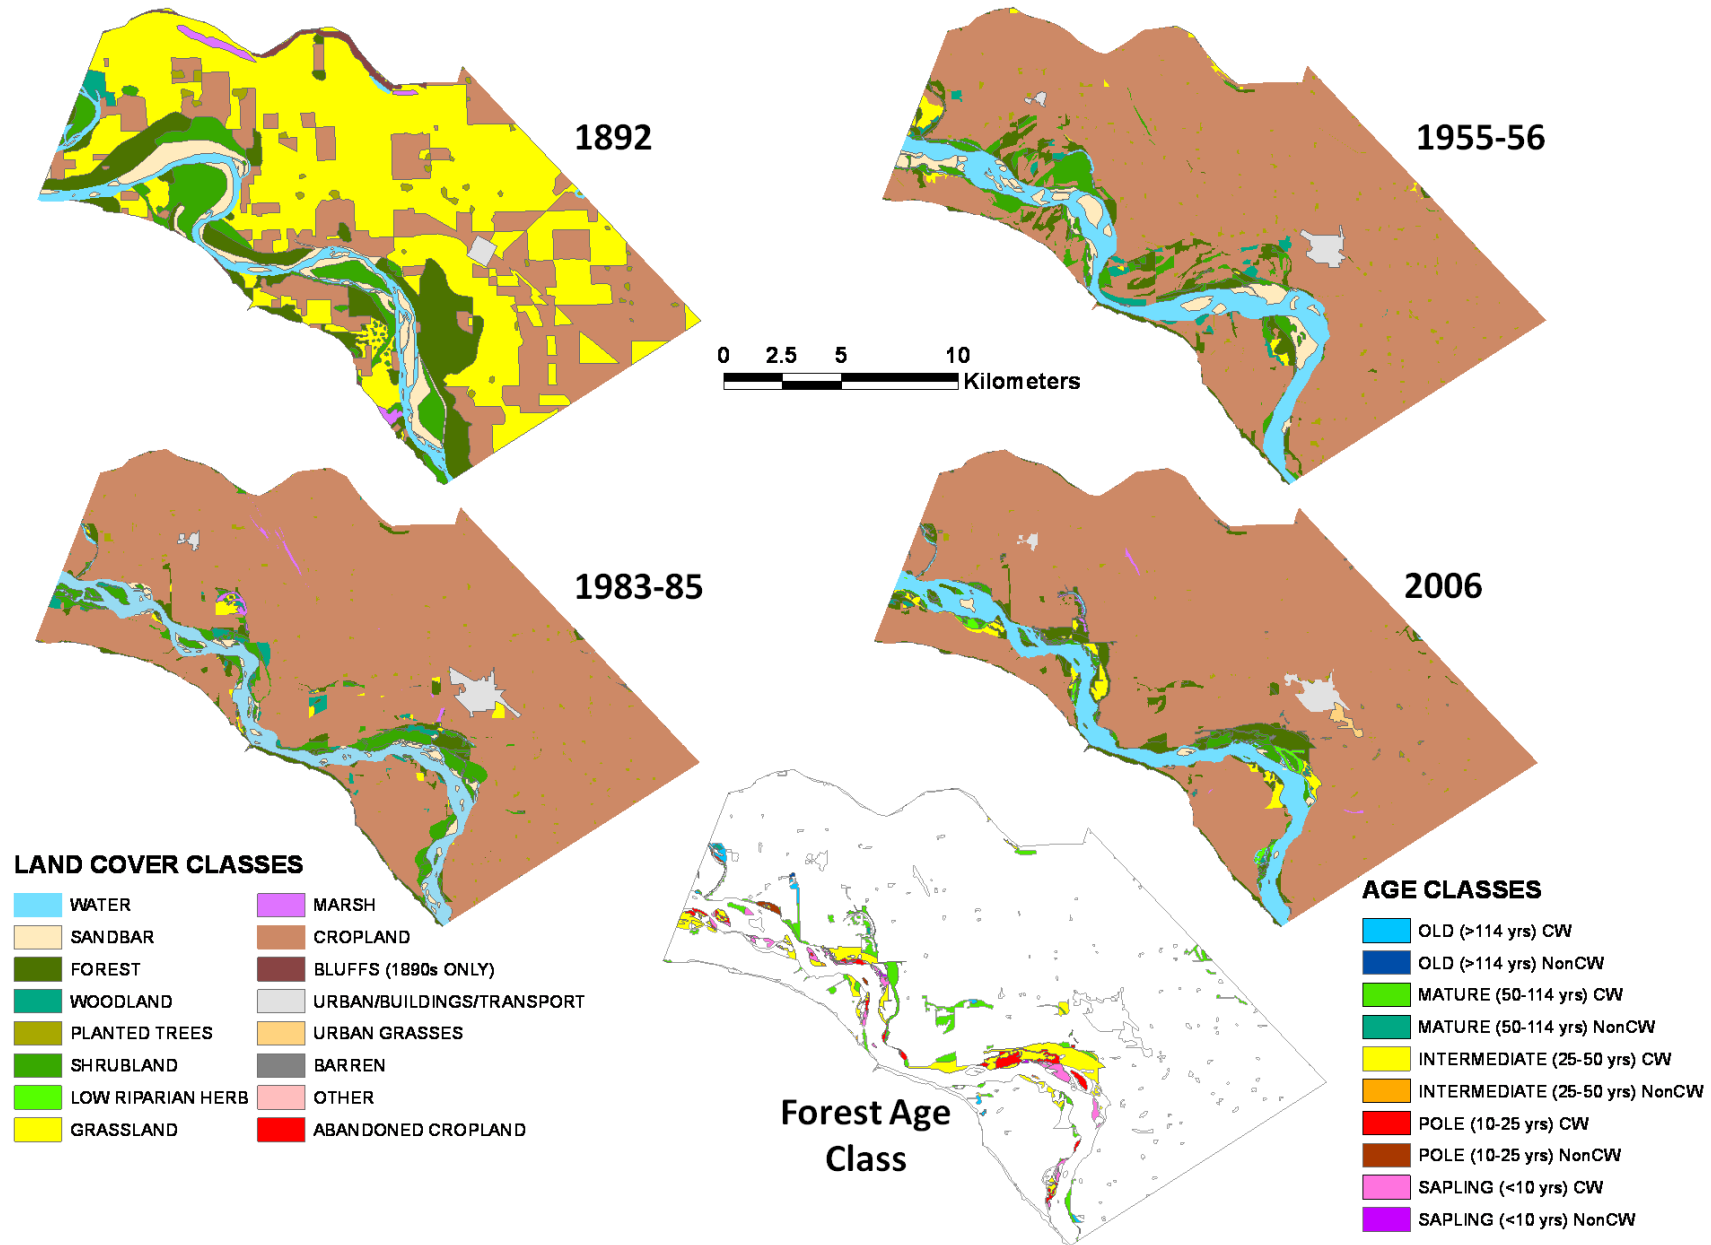 1892
1955-56
0 2.5 5 10
Kilometers
1983-85
2006
LAND COVER CLASSES
WATER
SANDBAR
FOREST
WOODLAND
PLANTED TREES
SHRUBLAND
LOW RIPARIAN HERB
GRASSLAND
MARSH
CROPLAND
BLUFFS (1890s ONLY)
URBAN/BUILDINGS/TRANSPORT
URBAN GRASSES
BARREN
OTHER
ABANDONED CROPLAND
Forest Age
Class
AGE CLASSES
OLD (>114 yrs) CW
OLD (>114 yrs) NonCW
MATURE (50-114 yrs) CW
MATURE (50-114 yrs) NonCW
INTERMEDIATE (25-50 yrs) CW
INTERMEDIATE (25-50 yrs) NonCW
POLE (10-25 yrs) CW
POLE (10-25 yrs) NonCW
SAPLING (<10 yrs) CW
SAPLING (<10 yrs) NonCW